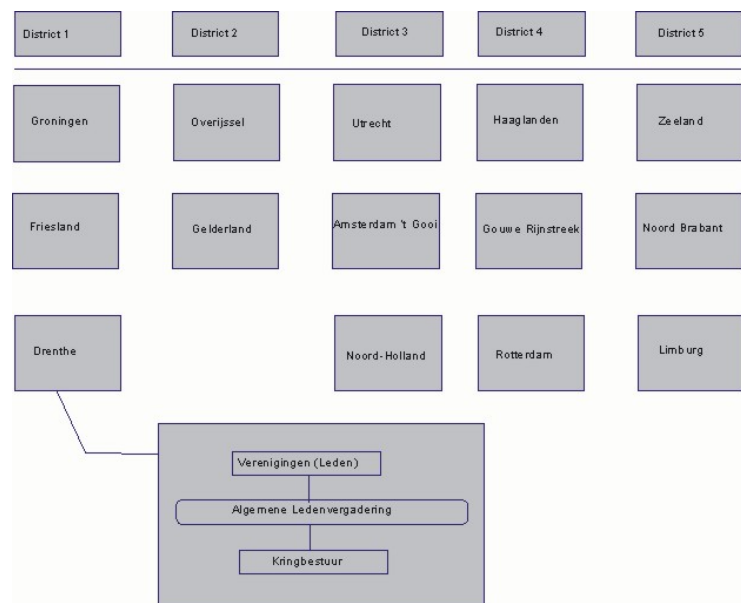 District 1
District 2
District 3
District 4
District 5
Groningen
Overijssel
Utrecht
Haaglanden
Zeeland
Friesland
Gelderland
Amsterdam 't Gooi
Gouwe Rijnstreek
Noord Brabant
Drenthe
Noord-Holland
Rotterdam
Limburg
Verenigingen (Leden)
Algemene Ledenvergadering
Kringbestuur